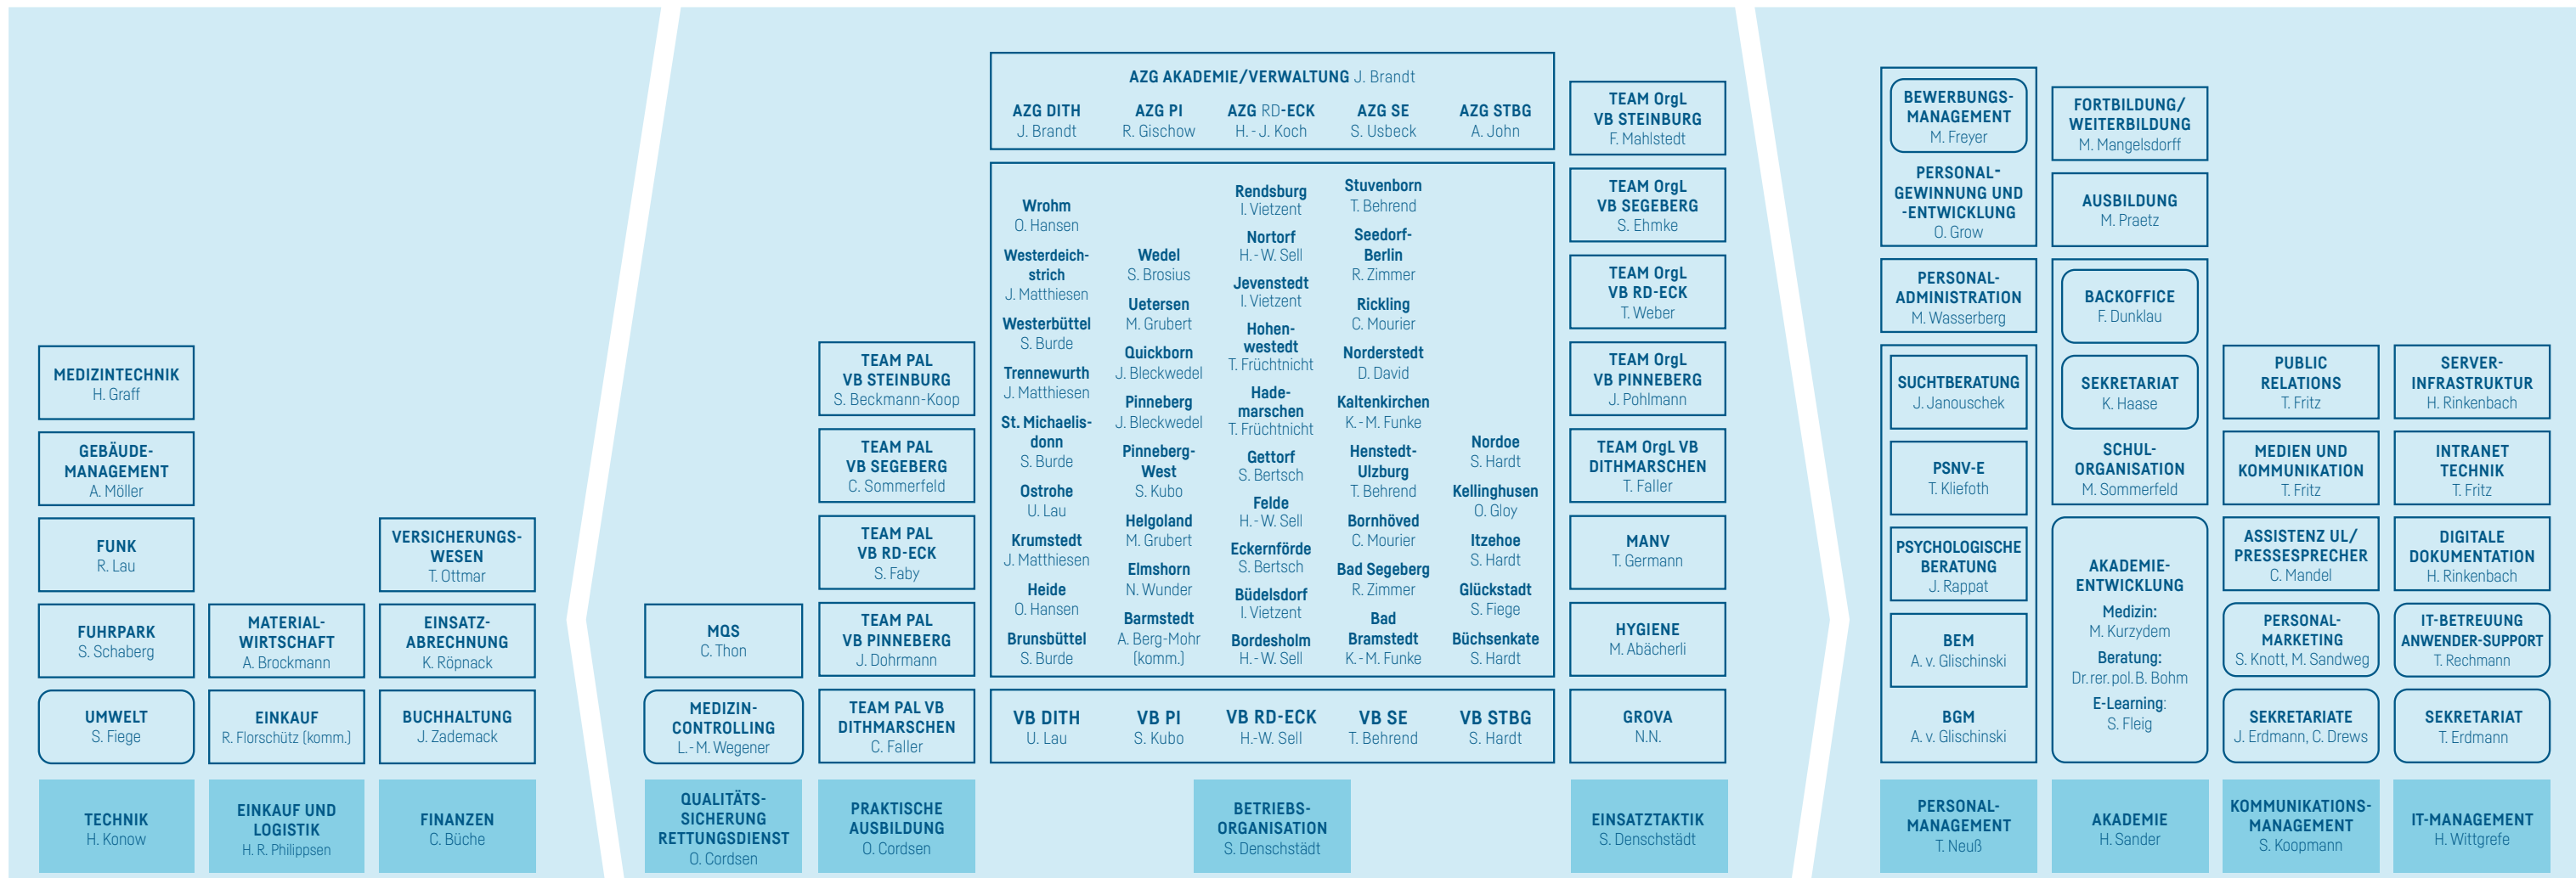 MEDIZINTECHNIK
H. Graff
GEBÄUDE-
MANAGEMENT
A. Möller
FUNK
R. Lau
FUHRPARK
S. Schaberg
UMWELT
S. Fiege
TECHNIK
H. Konow
MATERIAL-
WIRTSCHAFT
A. Brockmann
EINKAUF
R. Florschütz (komm.)
EINKAUF UND
LOGISTIK
H. R. Philippsen
VERSICHERUNGS-
WESEN
T. Ottmar
EINSATZ-
ABRECHNUNG
K. Röpnack
BUCHHALTUNG
J. Zademack
FINANZEN
C. Büche
MQS
C. Thon
MEDIZIN-
CONTROLLING
L.-M. Wegener
QUALITÄTS-
SICHERUNG
RETTUNGSDIENST
O. Cordsen
TEAM PAL
VB STEINBURG
S. Beckmann-Koop
TEAM PAL
VB SEGEBERG
C. Sommerfeld
TEAM PAL
VB RD-ECK
S. Faby
TEAM PAL
VB PINNEBERG
J. Dohrmann
TEAM PAL VB
DITHMARSCHEN
C. Faller
PRAKTISCHE
AUSBILDUNG
O. Cordsen
AZG AKADEMIE/VERWALTUNG J. Brandt
AZG DITH
J. Brandt
AZG PI
R. Gischow
AZG RD-ECK
H.-J. Koch
AZG SE
S. Usbeck
AZG STBG
A. John
Wrohm
O. Hansen
Westerdeich-
strich
J. Matthiesen
Westerbüttel
S. Burde
Trennewurth
J. Matthiesen
St. Michaelis-
donn
S. Burde
Ostrohe
U. Lau
Krumstedt
J. Matthiesen
Heide
O. Hansen
Brunsbüttel
S. Burde
Wedel
S. Brosius
Uetersen
M. Grubert
Quickborn
J. Bleckwedel
Pinneberg
J. Bleckwedel
Pinneberg-
West
S. Kubo
Helgoland
M. Grubert
Elmshorn
N. Wunder
Barmstedt
A. Berg-Mohr
(komm.)
Rendsburg
I. Vietzent
Nortorf
H.-W. Sell
Jevenstedt
I. Vietzent
Hohen-
westedt
T. Früchtnicht
Hade-
marschen
T. Früchtnicht
Gettorf
S. Bertsch
Felde
H.-W. Sell
Eckernförde
S. Bertsch
Büdelsdorf
I. Vietzent
Bordesholm
H.-W. Sell
Stuvenborn
T. Behrend
Seedorf-
Berlin
R. Zimmer
Rickling
C. Mourier
Norderstedt
D. David
Kaltenkirchen
K.-M. Funke
Henstedt-
Ulzburg
T. Behrend
Bornhöved
C. Mourier
Bad Segeberg
R. Zimmer
Bad
Bramstedt
K.-M. Funke
Nordoe
S. Hardt
Kellinghusen
O. Gloy
Itzehoe
S. Hardt
Glückstadt
S. Fiege
Büchsenkate
S. Hardt
VB DITH
U. Lau
VB PI
S. Kubo
VB RD-ECK
H.-W. Sell
VB SE
T. Behrend
VB STBG
S. Hardt
BETRIEBS-
ORGANISATION
S. Denschstädt
TEAM OrgL
VB STEINBURG
F. Mahlstedt
TEAM OrgL
VB SEGEBERG
S. Ehmke
TEAM OrgL
VB RD-ECK
T. Weber
TEAM OrgL
VB PINNEBERG
J. Pohlmann
TEAM OrgL VB
DITHMARSCHEN
T. Faller
MANV
T. Germann
HYGIENE
M. Abächerli
GROVA
N.N.
EINSATZTAKTIK
S. Denschstädt
BEWERBUNGS-
MANAGEMENT
M. Freyer
PERSONAL-
GEWINNUNG UND
-ENTWICKLUNG
O. Grow
PERSONAL-
ADMINISTRATION
M. Wasserberg
SUCHTBERATUNG
J. Janouschek
PSNV-E
T. Kliefoth
PSYCHOLOGISCHE
BERATUNG
J. Rappat
BEM
A. v. Glischinski
BGM
A. v. Glischinski
PERSONAL-
MANAGEMENT
T. Neuß
FORTBILDUNG/
WEITERBILDUNG
M. Mangelsdorff
AUSBILDUNG
M. Praetz
BACKOFFICE
F. Dunklau
SEKRETARIAT
K. Haase
SCHUL-
ORGANISATION
M. Sommerfeld
AKADEMIE-
ENTWICKLUNG
Medizin:
M. Kurzydem
Beratung:
Dr. rer. pol. B. Bohm
E-Learning:
S. Fleig
AKADEMIE
H. Sander
PUBLIC
RELATIONS
T. Fritz
MEDIEN UND
KOMMUNIKATION
T. Fritz
ASSISTENZ UL/
PRESSESPRECHER
C. Mandel
PERSONAL-
MARKETING
S. Knott, M. Sandweg
SEKRETARIATE
J. Erdmann, C. Drews
KOMMUNIKATIONS-
MANAGEMENT
S. Koopmann
SERVER-
INFRASTRUKTUR
H. Rinkenbach
INTRANET
TECHNIK
T. Fritz
DIGITALE
DOKUMENTATION
H. Rinkenbach
IT-BETREUUNG
ANWENDER-SUPPORT
T. Rechmann
SEKRETARIAT
T. Erdmann
IT-MANAGEMENT
H. Wittgrefe